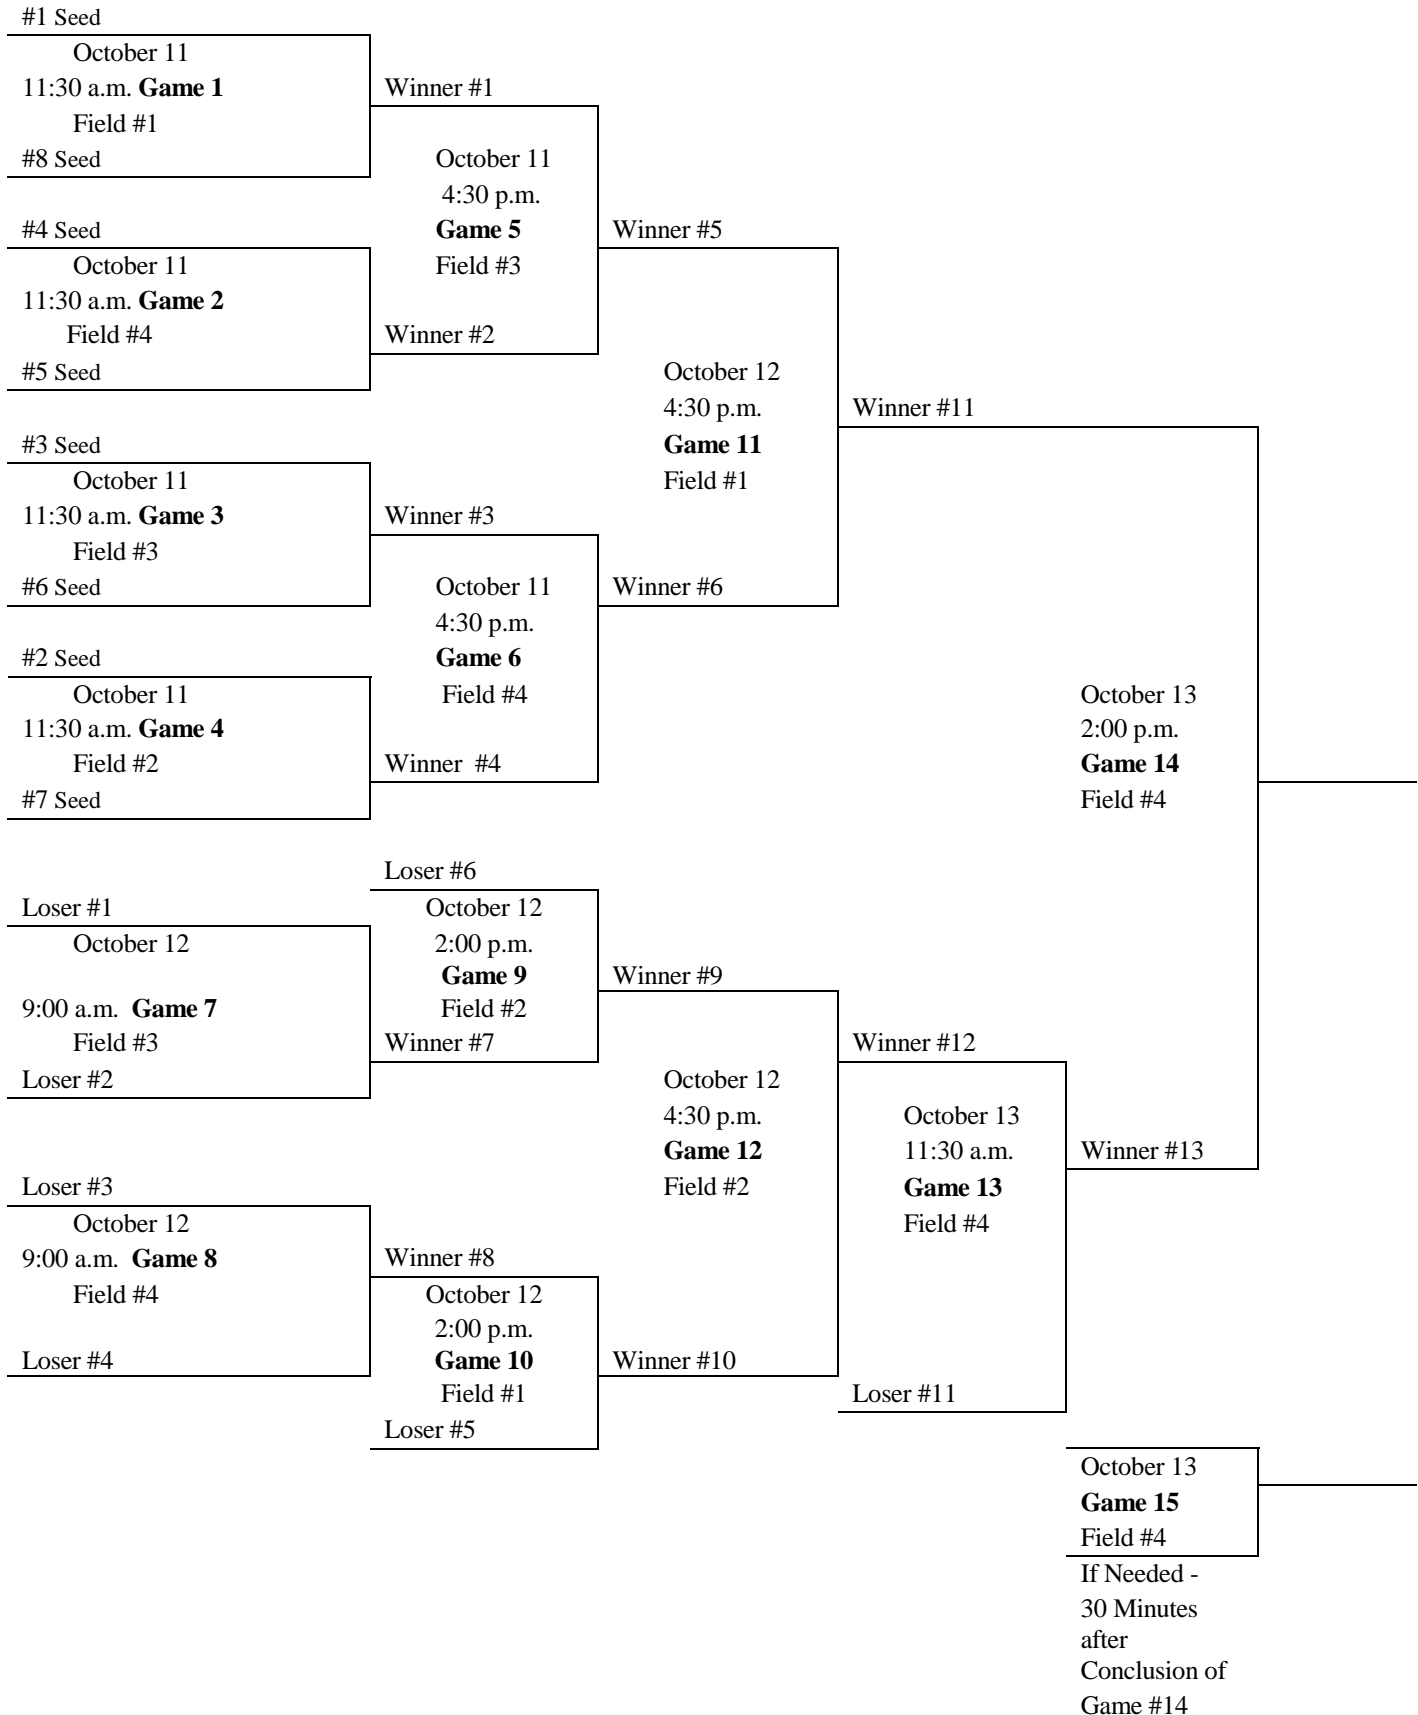 #1 Seed
October 11
11:30 a.m. Game 1
Field #1
#8 Seed
#4 Seed
October 11
11:30 a.m. Game 2
Field #4
#5 Seed
#3 Seed
October 11
11:30 a.m. Game 3
Field #3
#6 Seed
#2 Seed
October 11
11:30 a.m. Game 4
Field #2
#7 Seed
Winner #1
October 11
4:30 p.m.
Game 5
Field #3
Winner #2
Winner #3
October 11
4:30 p.m.
Game 6
Field #4
Winner #4
Winner #5
October 12
4:30 p.m.
Game 11
Field #1
Winner #6
Winner #11
October 13
2:00 p.m.
Game 14
Field #4
Loser #1
October 12
9:00 a.m. Game 7
Field #3
Loser #2
Loser #3
October 12
9:00 a.m. Game 8
Field #4
Loser #4
Loser #6
October 12
2:00 p.m.
Game 9
Field #2
Winner #7
Winner #8
October 12
2:00 p.m.
Game 10
Field #1
Loser #5
Winner #9
October 12
4:30 p.m.
Game 12
Field #2
Winner #10
Winner #12
October 13
11:30 a.m.
Game 13
Field #4
Loser #11
Winner #13
October 13
Game 15
Field #4
If Needed -
30 Minutes
after
Conclusion of
Game #14